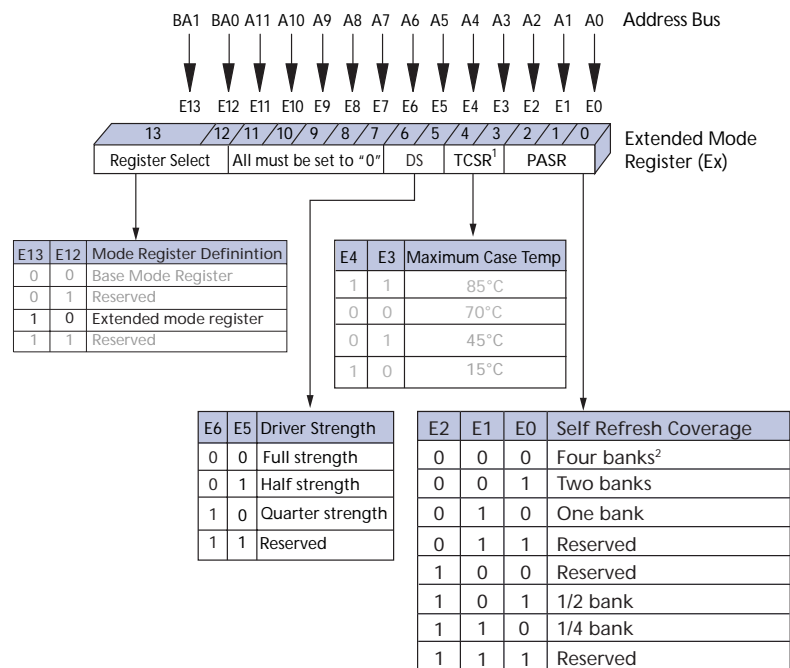 BA1 BA0 A11 A10 A9 A8 A7 A6 A5 A4 A3 A2 A1 A0 Address Bus
E13 E12 E11 E10 E9 E8 E7 E6 E5 E4 E3 E2 E1 E0
13 12 11 10 9 8 7 6 5 4 3 2 1 0
Extended Mode
Register (Ex)
Register Select All must be set to "0" DS TCSR1 PASR
E13 E12 Mode Register Definintion
0 0 Base Mode Register
0 1 Reserved
1 0 Extended mode register
1 1 Reserved
E4 E3 Maximum Case Temp
1 1 85°C
0 0 70°C
0 1 45°C
1 0 15°C
E6 E5 Driver Strength
0 0 Full strength
0 1 Half strength
1 0 Quarter strength
1 1 Reserved
E2 E1 E0 Self Refresh Coverage
0 0 0 Four banks2
0 0 1 Two banks
0 1 0 One bank
0 1 1 Reserved
1 0 0 Reserved
1 0 1 1/2 bank
1 1 0 1/4 bank
1 1 1 Reserved